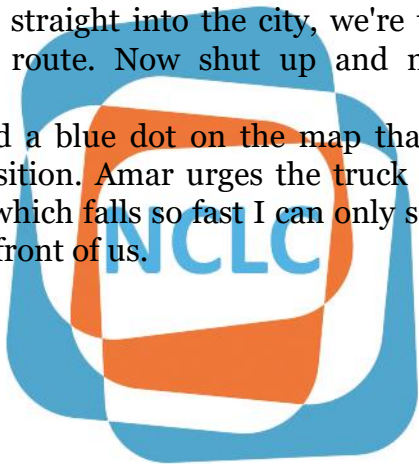 straight into the city, we're
route. Now shut up and
a blue dot on the map
sition. Amar urges the truck
which falls so fast I can only
front of us.
NCLC